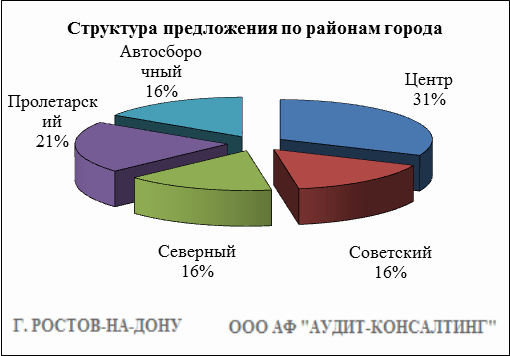 Структура предложения по районам города
Автосборо
чный
16%
Центр
31%
Пролетарск
ий
21%
Северный
16%
Советский
16%
Г. РОСТОВ-НА-ДОНУ
ООО АФ "АУДИТ-КОНСАЛТИНГ"